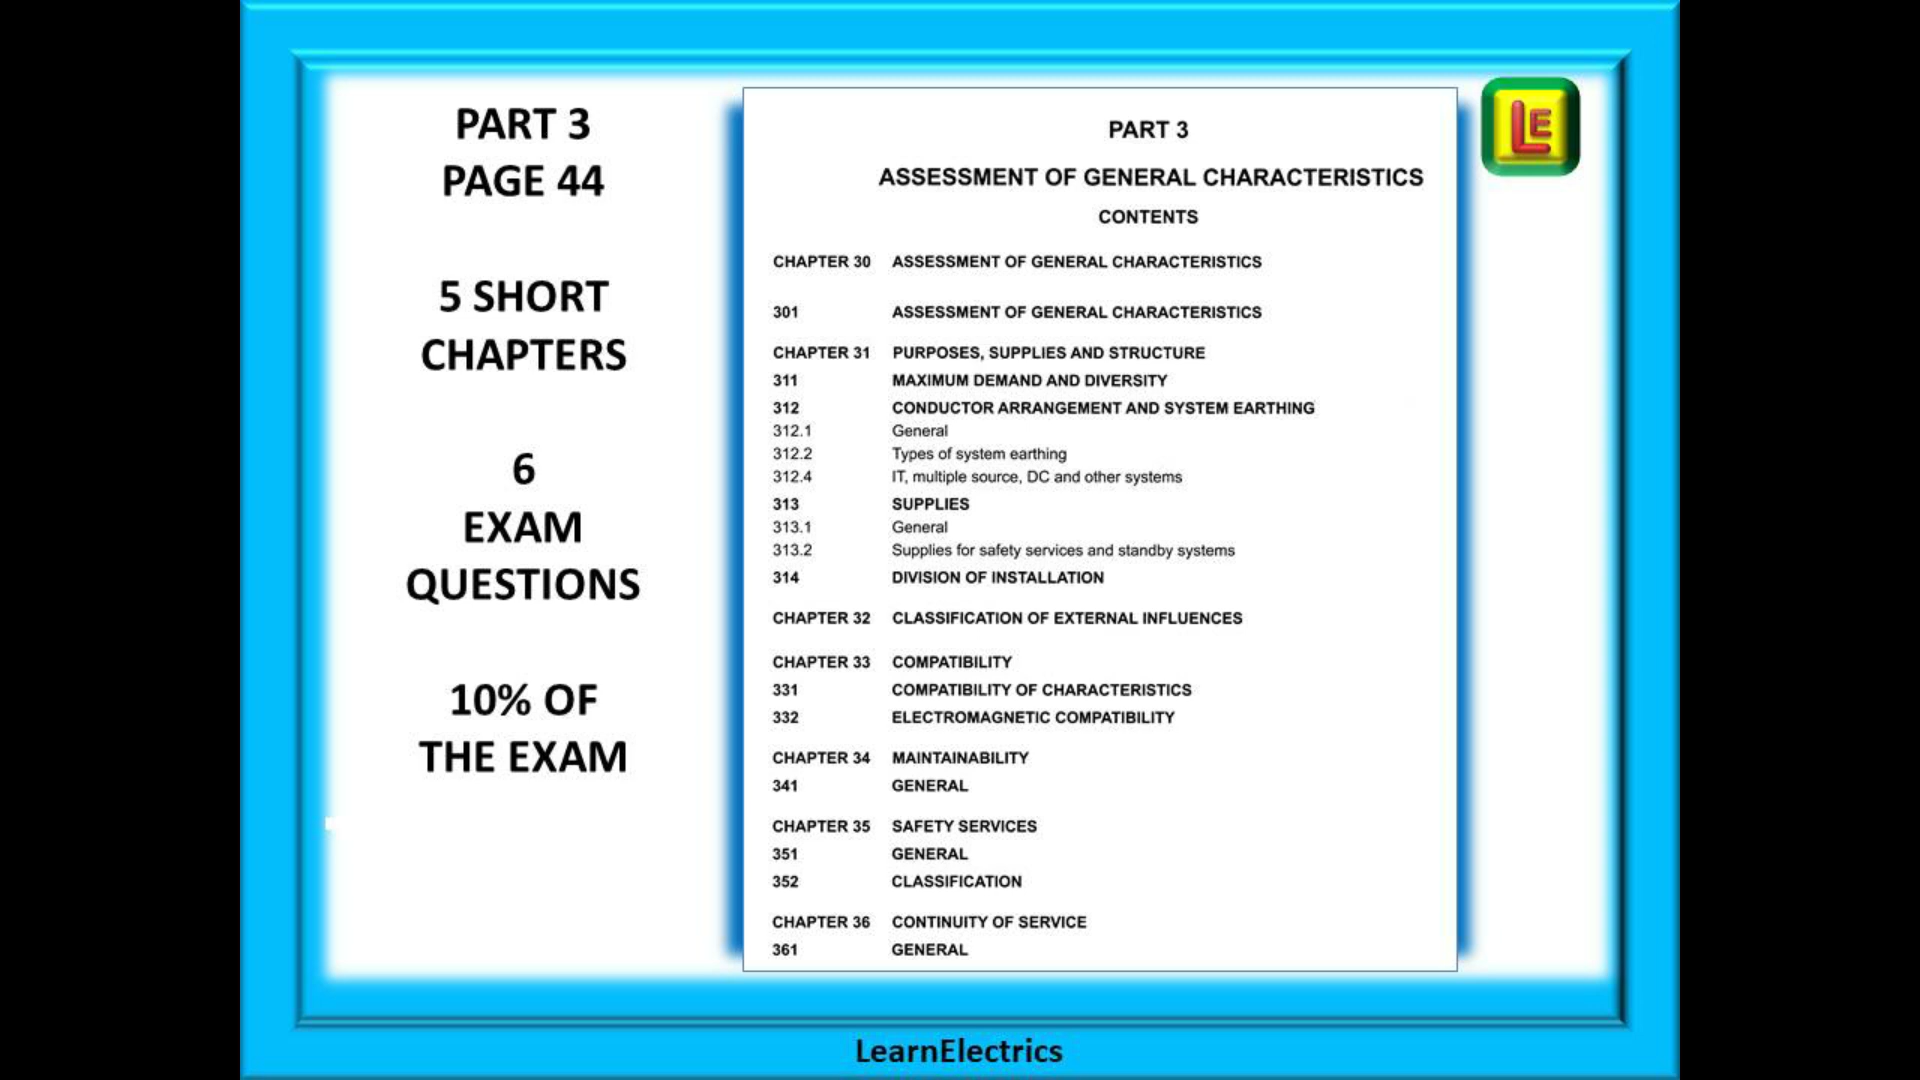 PART 3
PAGE 44
5 SHORT
CHAPTERS
6
EXAM
QUESTIONS
10% OF
THE EXAM
PART 3
ASSESSMENT OF GENERAL CHARACTERISTICS
CONTENTS
CHAPTER 30 ASSESSMENT OF GENERAL CHARACTERISTICS
301 ASSESSMENT OF GENERAL CHARACTERISTICS
CHAPTER 31 PURPOSES, SUPPLIES AND STRUCTURE
311 MAXIMUM DEMAND AND DIVERSITY
312 CONDUCTOR ARRANGEMENT AND SYSTEM EARTHING
312.1 General
312.2 Types of system earthing
312.4 IT, multiple source, DC and other systems
313 SUPPLIES
313.1 General
313.2 Supplies for safety services and standby systems
314 DIVISION OF INSTALLATION
CHAPTER 32 CLASSIFICATION OF EXTERNAL INFLUENCES
CHAPTER 33 COMPATIBILITY
331 COMPATIBILITY OF CHARACTERISTICS
332 ELECTROMAGNETIC COMPATIBILITY
CHAPTER 34 MAINTAINABILITY
341 GENERAL
CHAPTER 35 SAFETY SERVICES
351 GENERAL
352 CLASSIFICATION
CHAPTER 36 CONTINUITY OF SERVICE
361 GENERAL
LE
LearnElectrics